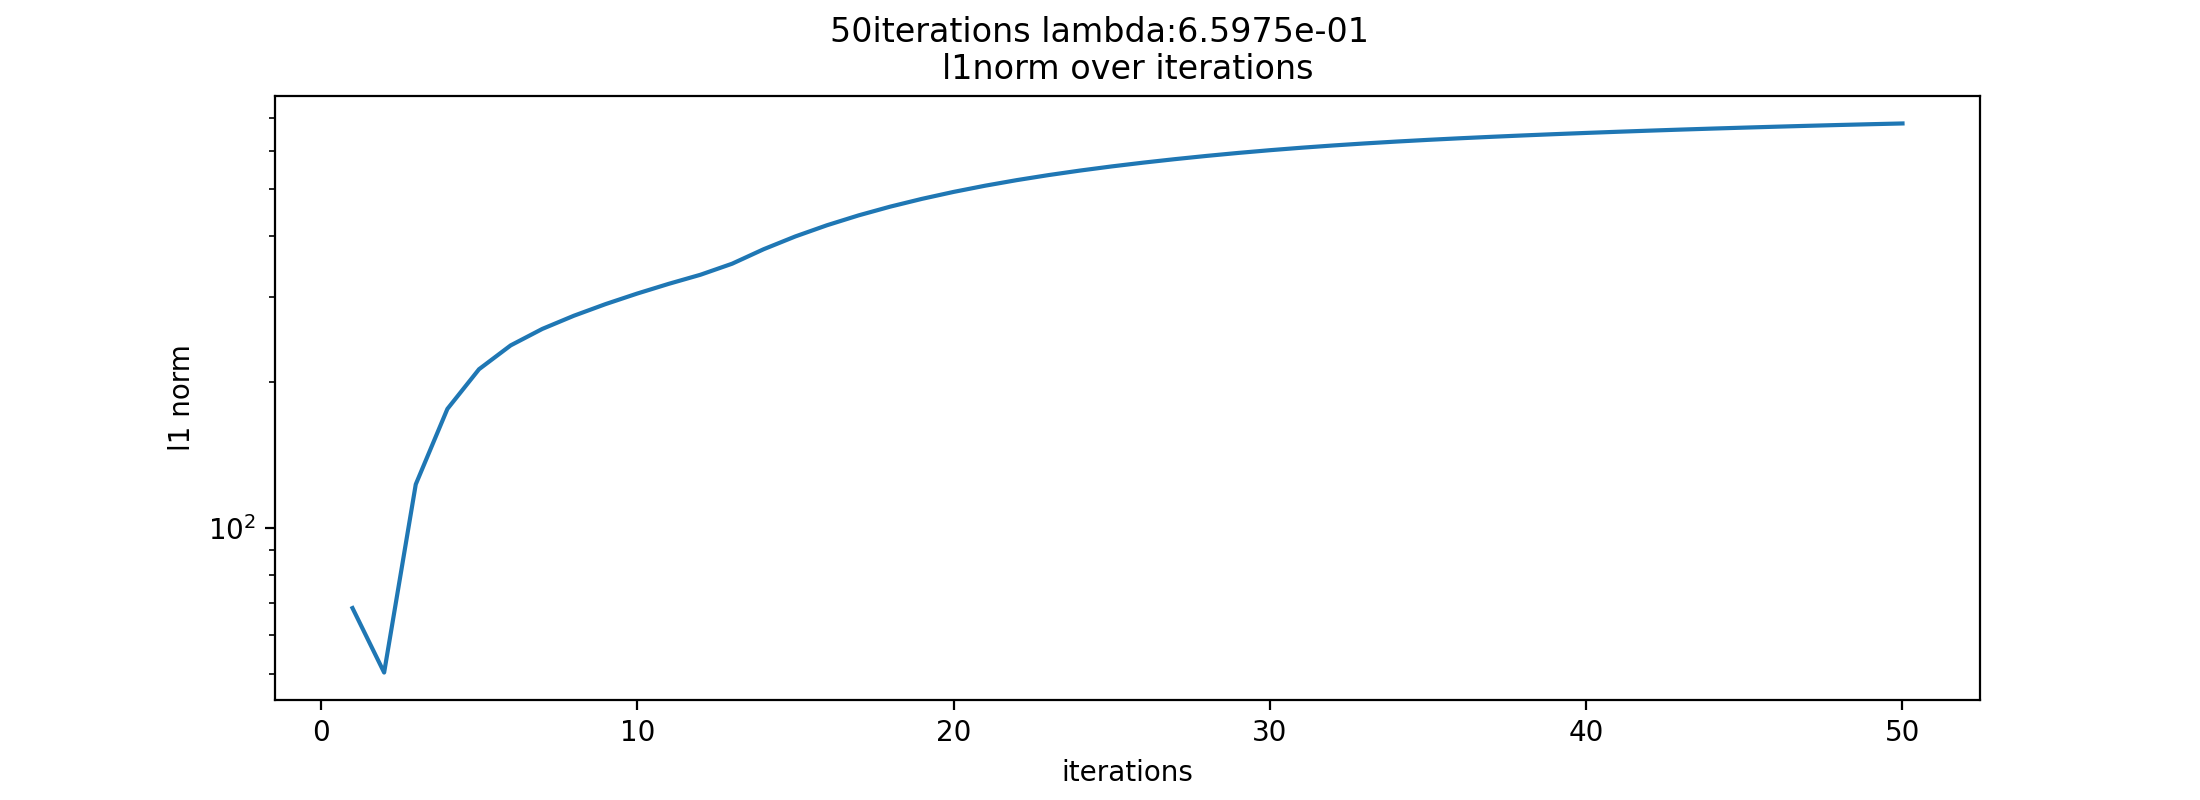 50iterations lambda:6.5975e-01
l1norm over iterations
l1 norm
10²
0 10 20 30 40 50
iterations